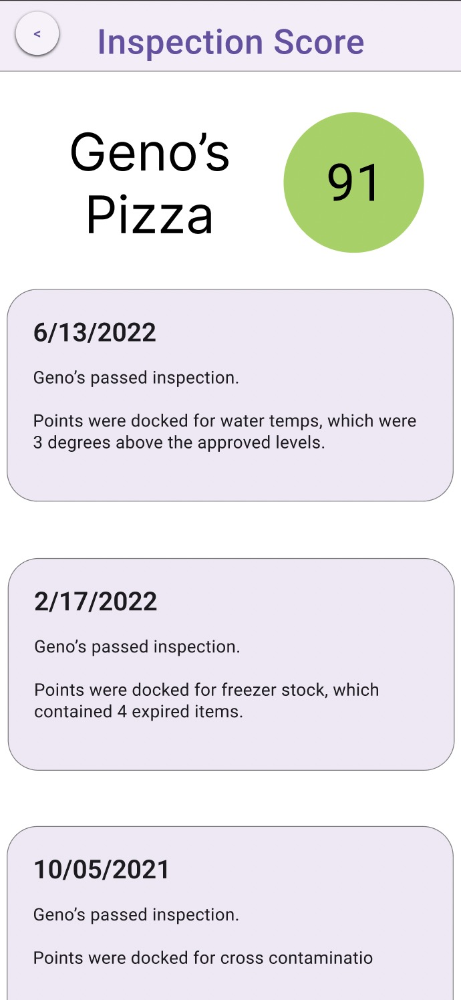 <
Inspection Score
Geno’s
Pizza
91
6/13/2022
Geno’s passed inspection.
Points were docked for water temps, which were
3 degrees above the approved levels.
2/17/2022
Geno’s passed inspection.
Points were docked for freezer stock, which
contained 4 expired items.
10/05/2021
Geno’s passed inspection.
Points were docked for cross contaminatio